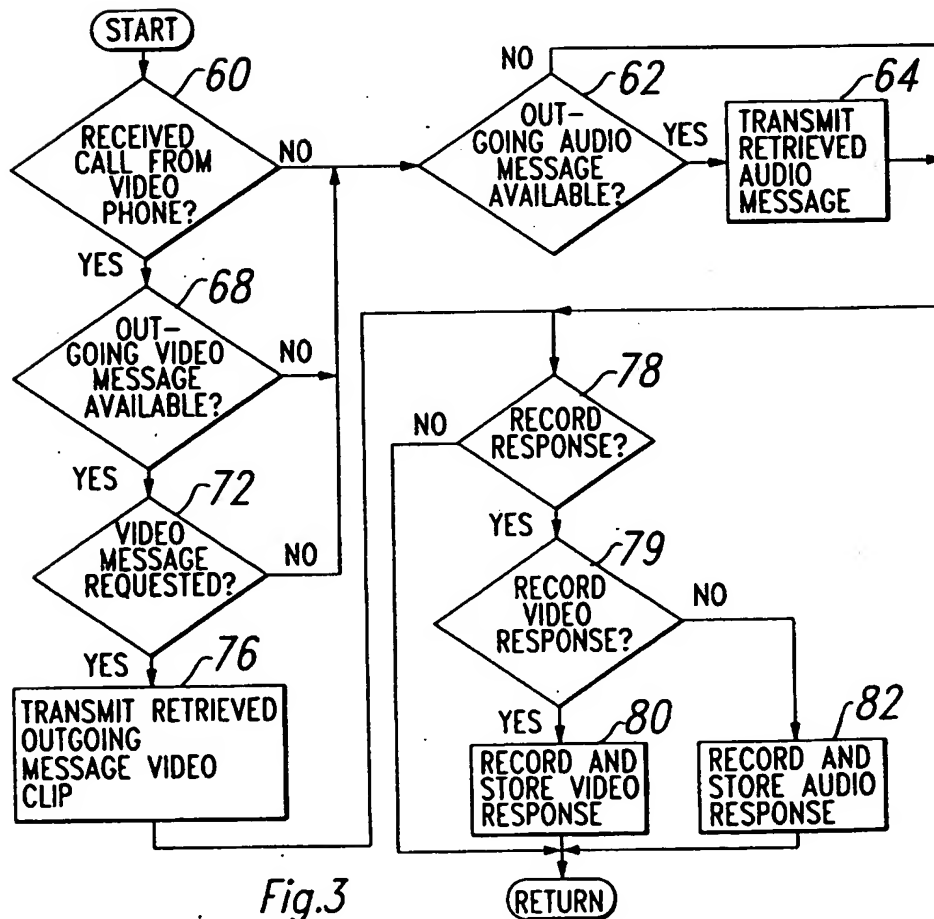 START
60
RECEIVED
CALL FROM
VIDEO
PHONE?
NO
YES
68
OUT-
GOING VIDEO
MESSAGE
AVAILABLE?
NO
YES
72
VIDEO
MESSAGE
REQUESTED?
NO
YES
76
TRANSMIT RETRIEVED
OUTGOING
MESSAGE VIDEO
CLIP
NO
62
OUT-
GOING AUDIO
MESSAGE
AVAILABLE?
YES
64
TRANSMIT
RETRIEVED
AUDIO
MESSAGE
78
RECORD
RESPONSE?
NO
YES
79
RECORD
VIDEO
RESPONSE?
NO
YES
80
RECORD AND
STORE VIDEO
RESPONSE
82
RECORD AND
STORE AUDIO
RESPONSE
RETURN
Fig.3